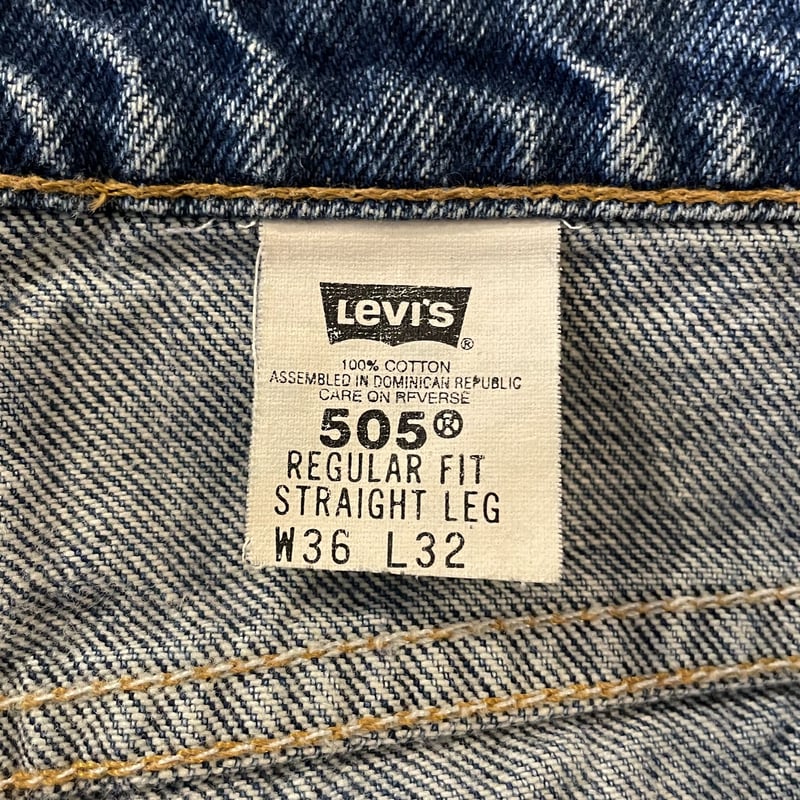 LEVI'S ®
100% COTTON
ASSEMBLED IN DOMINICAN REPUBLIC
CARE ON REVERSE
505®
REGULAR FIT
STRAIGHT LEG
W36 L32